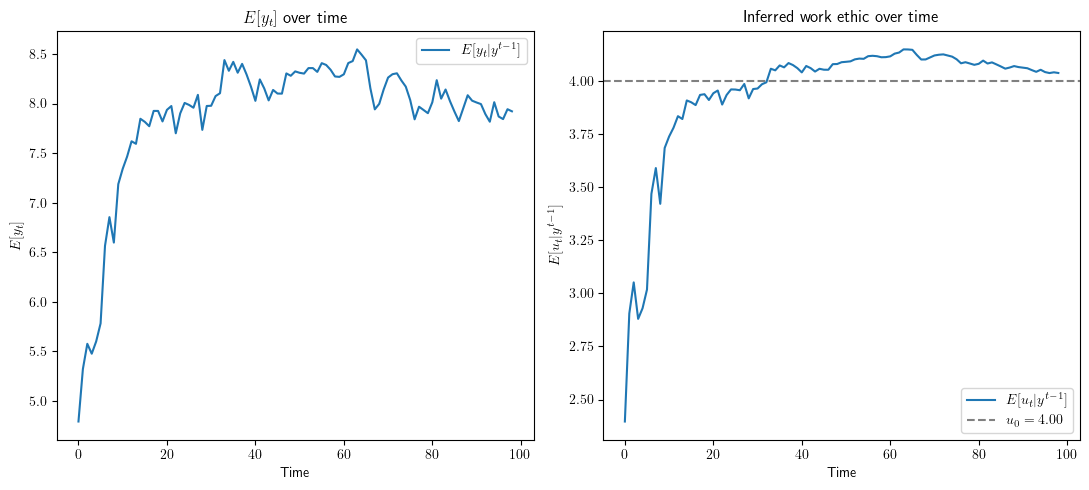 E[y_t] over time
E[y_t|y^{t−1}]
E[y_t]
8.5
8.0
7.5
7.0
6.5
6.0
5.5
5.0
0 20 40 60 80 100
Time
Inferred work ethic over time
E[u_t|y^{t−1}]
4.00
3.75
3.50
3.25
3.00
2.75
2.50
E[u_t|y^{t−1}]
u_0 = 4.00
0 20 40 60 80 100
Time